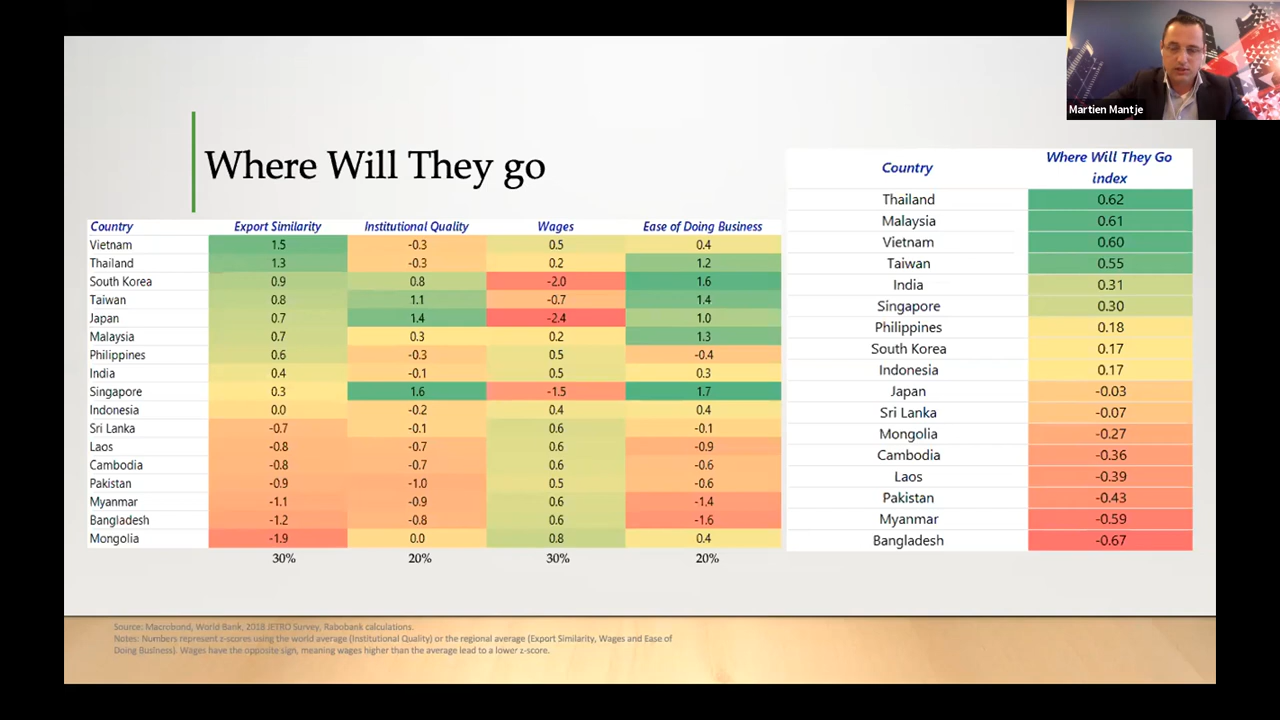 Martien Mantje
Where Will They go
Country Export Similarity Institutional Quality Wages Ease of Doing Business
Vietnam 1.5 -0.3 0.5 0.4
Thailand 1.3 -0.3 0.2 1.2
South Korea 0.9 0.8 -2.0 1.6
Taiwan 0.8 1.1 -0.7 1.4
Japan 0.7 1.4 -2.4 1.0
Malaysia 0.7 0.3 0.2 1.3
Philippines 0.6 -0.3 0.5 -0.4
India 0.4 -0.1 0.5 0.3
Singapore 0.3 1.6 -1.5 1.7
Indonesia 0.0 -0.2 0.4 0.4
Sri Lanka -0.7 -0.1 0.6 -0.1
Laos -0.8 -0.7 0.6 -0.9
Cambodia -0.8 -0.7 0.6 -0.6
Pakistan -0.9 -1.0 0.5 -0.6
Myanmar -1.1 -0.9 0.6 -1.4
Bangladesh -1.2 -0.8 0.6 -1.6
Mongolia -1.9 0.0 0.8 0.4
30% 20% 30% 20%
Country Where Will They Go
index
Thailand 0.62
Malaysia 0.61
Vietnam 0.60
Taiwan 0.55
India 0.31
Singapore 0.30
Philippines 0.18
South Korea 0.17
Indonesia 0.17
Japan -0.03
Sri Lanka -0.07
Mongolia -0.27
Cambodia -0.36
Laos -0.39
Pakistan -0.43
Myanmar -0.59
Bangladesh -0.67
Source: Macrobond, World Bank, 2018 JETRO Survey, Rabobank calculations.
Notes: Numbers represent z-scores using the world average (Institutional Quality) or the regional average (Export Similarity, Wages and Ease of
Doing Business). Wages have the opposite sign, meaning wages higher than the average lead to a lower z-score.